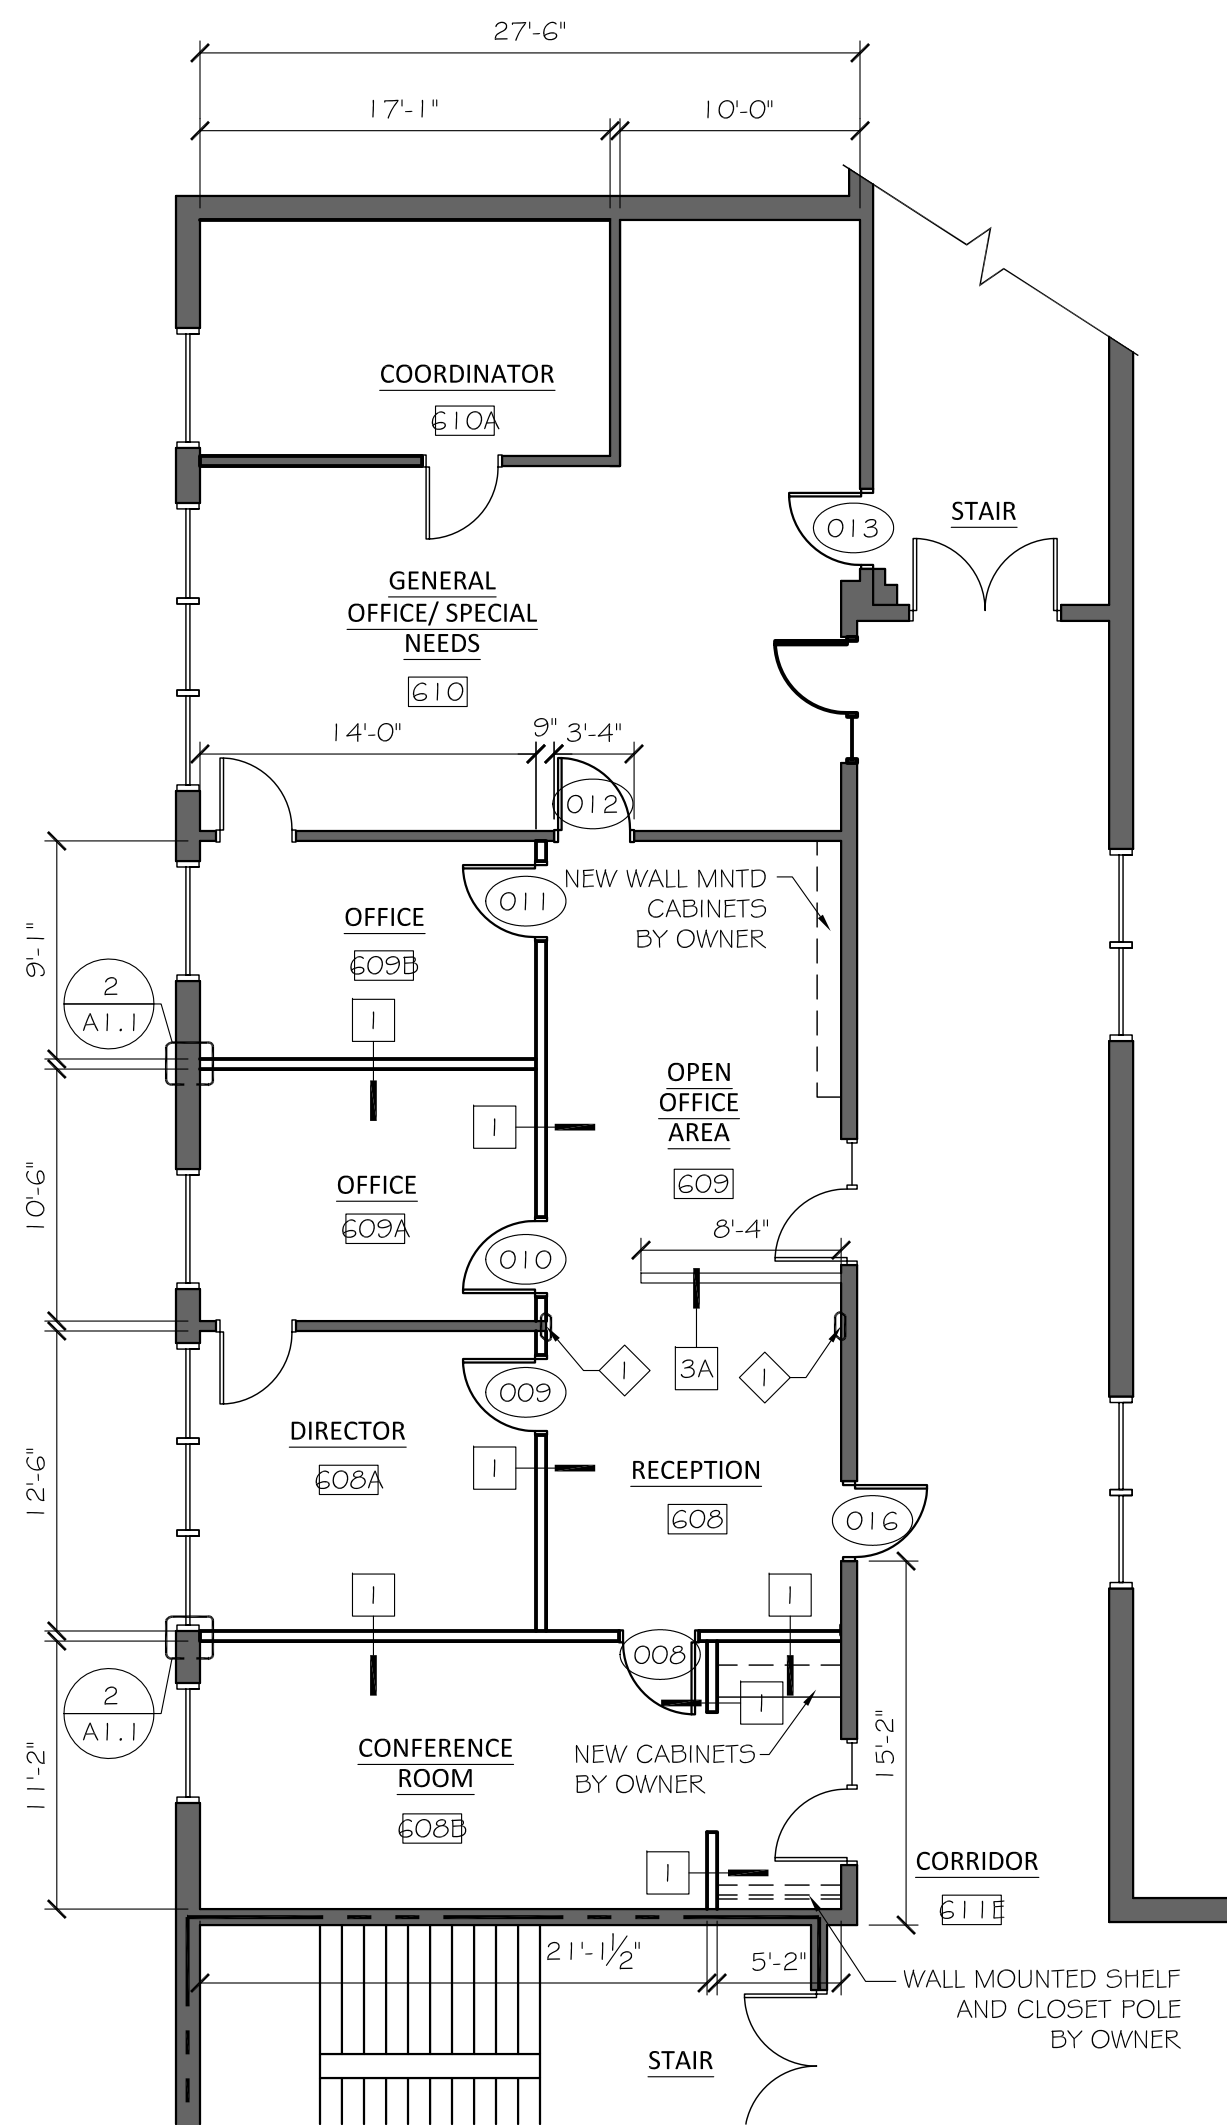 27'-6"
17'-1"
10'-0"
COORDINATOR
610A
013
STAIR
GENERAL
OFFICE/ SPECIAL
NEEDS
610
14'-0"
9"
3'-4"
012
NEW WALL MNTD
CABINETS
BY OWNER
011
OFFICE
609B
9'-1"
2
A1.1
1
OPEN
OFFICE
AREA
609
1
OFFICE
609A
10'-6"
8'-4"
010
3A
1
1
009
DIRECTOR
608A
12'-6"
1
RECEPTION
608
016
1
1
008
2
A1.1
1
NEW CABINETS
BY OWNER
CONFERENCE
ROOM
608B
11'-2"
15'-2"
1
CORRIDOR
611E
21'-1½"
5'-2"
WALL MOUNTED SHELF
AND CLOSET POLE
BY OWNER
STAIR